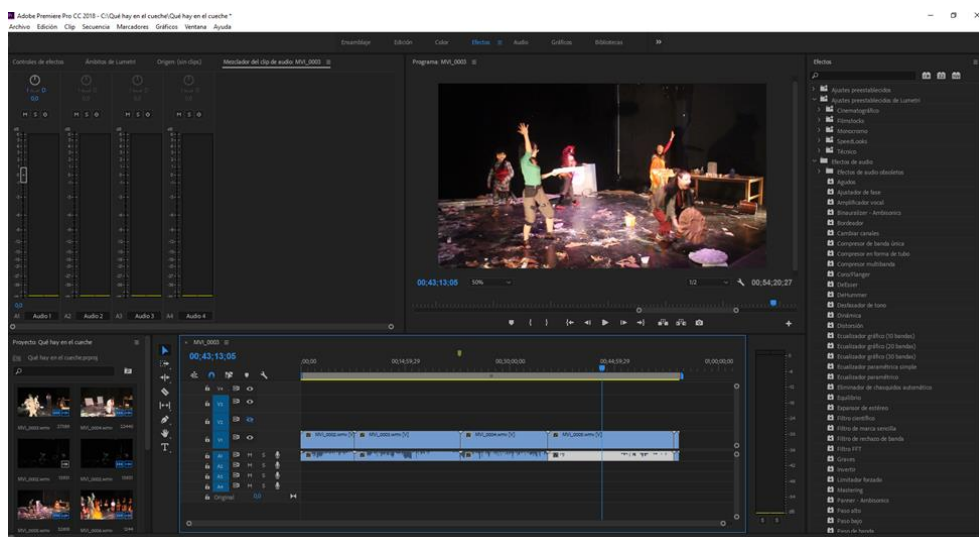 Adobe Premiere Pro CC 2018 - C:\Qué hay en el cueche\Qué hay en el cueche *
Archivo Edición Clip Secuencia Marcadores Gráficos Ventana Ayuda
Ensamblaje Edición Color Efectos Audio Gráficos Bibliotecas
Controles de efectos Ámbitos de Lumetri Origen: (sin clips) Mezclador del clip de audio: MVI_0003
Programa: MVI_0003
Efectos
0,0
M S M S M S M S
A1 Audio 1 A2 Audio 2 A3 Audio 3 A4 Audio 4
00;43;13;05 50% 1/2 00;54;20;27
Ajustes preestablecidos
Ajustes preestablecidos de Lumetri
Cinematográfico
Filmstocks
Monocromo
SpeedLooks
Técnico
Efectos de audio
Efectos de audio obsoletos
Agudos
Ajustador de fase
Amplificador vocal
Binauralizer - Ambisonics
Bordeador
Cambiar canales
Compresor de banda única
Compresor en forma de tubo
Compresor multibanda
DeEsser
DeHummer
Desfasador de tono
Dinámica
Distorsión
Ecualizador gráfico (10 bandas)
Ecualizador gráfico (20 bandas)
Ecualizador gráfico (30 bandas)
Ecualizador paramétrica simple
Ecualizador paramétrico
Eliminador de chasquidos automático
Equilibrio
Expansor de estéreo
Filtro científico
Filtro de marca sencilla
Filtro de rechazo de banda
Filtro FFT
Graves
Invertir
Limitador forzado
Mastering
Panner - Ambisonics
Paso alto
Paso bajo
Paso de banda
Proyecto: Qué hay en el cueche
Qué hay en el cueche.prproj
MVI_0003
00;43;13;05
;00;00 00;14;59;29 00;30;00;00 00;44;59;29 01;00;00;00
V4
V3
V2
V1
A1
A2 M S
A3 M S
A4 M S
Original 0,0
S S